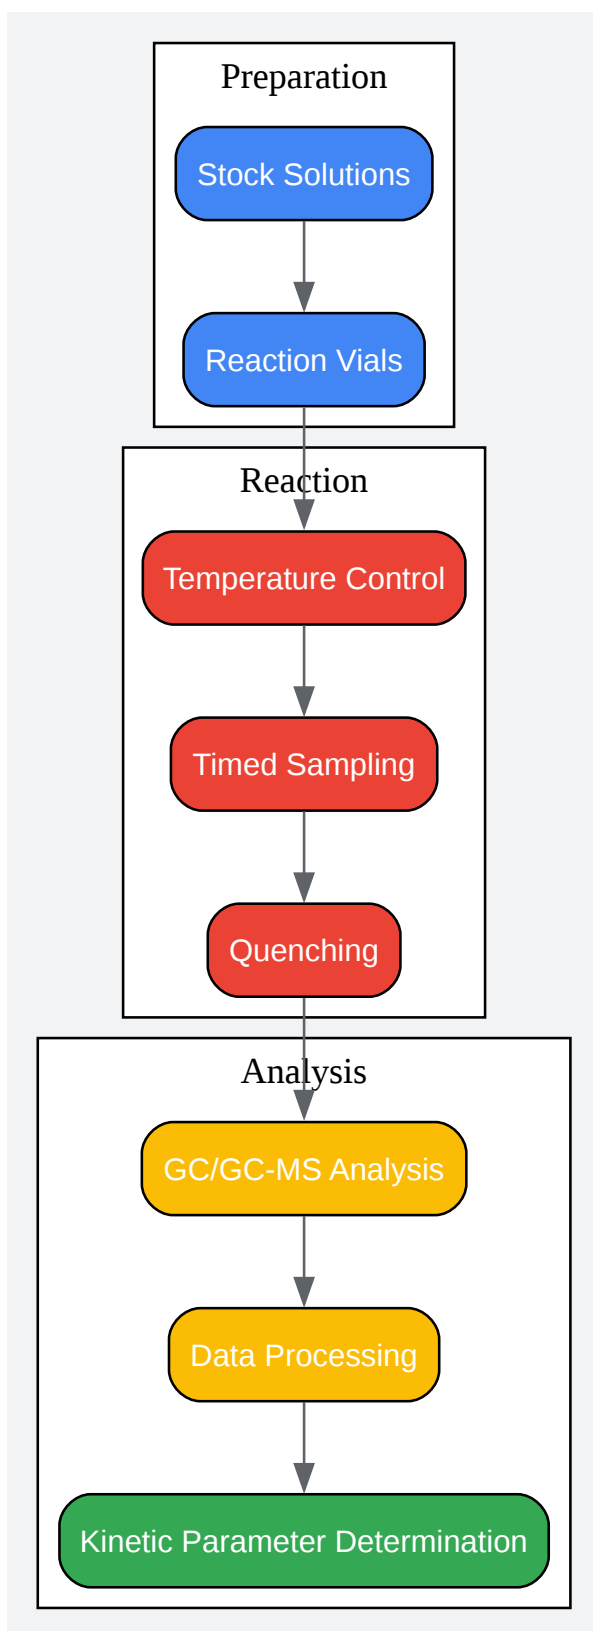 Preparation
Stock Solutions
Reaction Vials
Reaction
Temperature Control
Timed Sampling
Quenching
Analysis
GC/GC-MS Analysis
Data Processing
Kinetic Parameter Determination